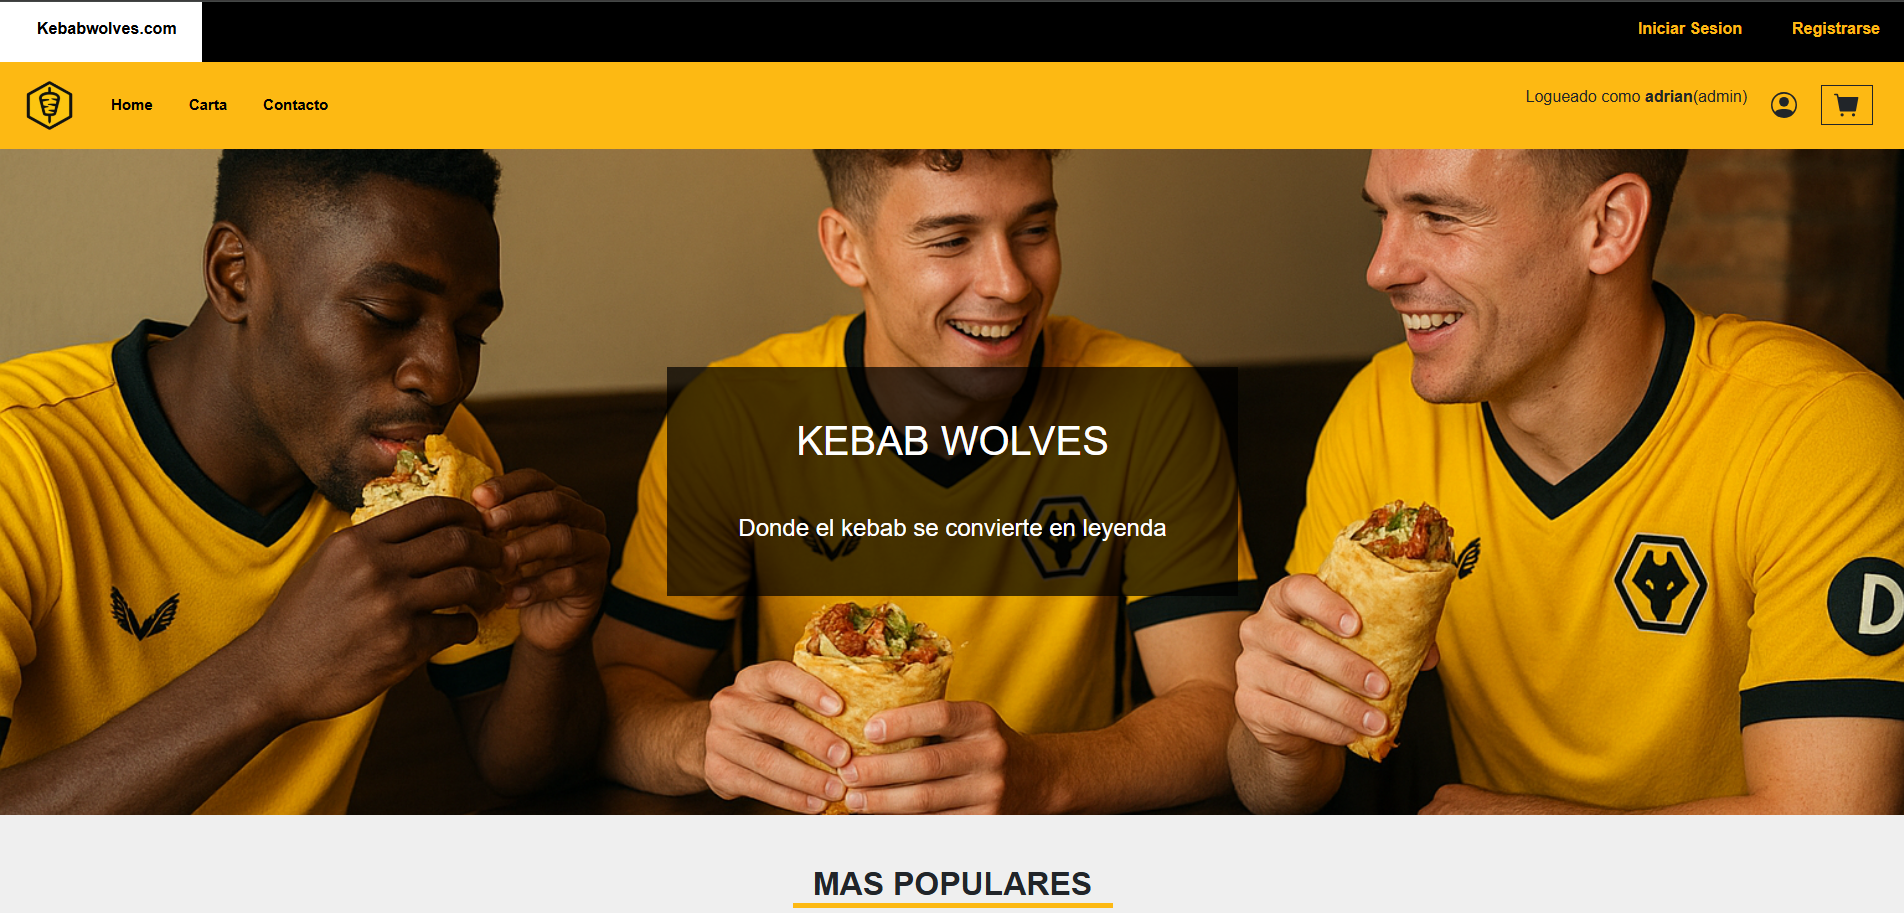 Kebabwolves.com
Iniciar Sesion
Registrarse
Home
Carta
Contacto
Logueado como adrian(admin)
KEBAB WOLVES
Donde el kebab se convierte en leyenda
D
MAS POPULARES